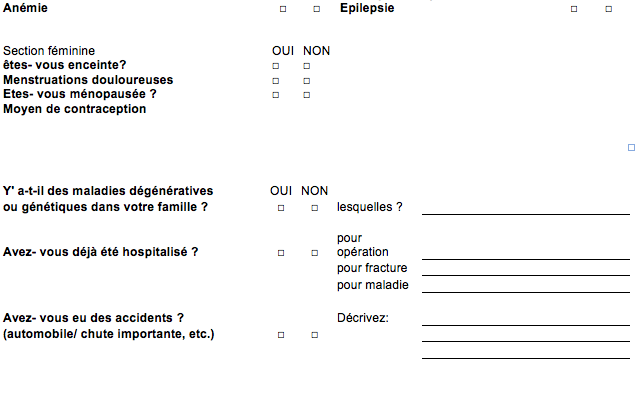 Anémie □ □ Epilepsie □ □
Section féminine OUI NON
êtes- vous enceinte? □ □
Menstruations douloureuses □ □
Etes- vous ménopausée ? □ □
Moyen de contraception
□
Y' a-t-il des maladies dégénératives OUI NON
ou génétiques dans votre famille ? □ □ lesquelles ?
pour
Avez- vous déjà été hospitalisé ? □ □ opération
pour fracture
pour maladie
Avez- vous eu des accidents ? Décrivez:
(automobile/ chute importante, etc.) □ □